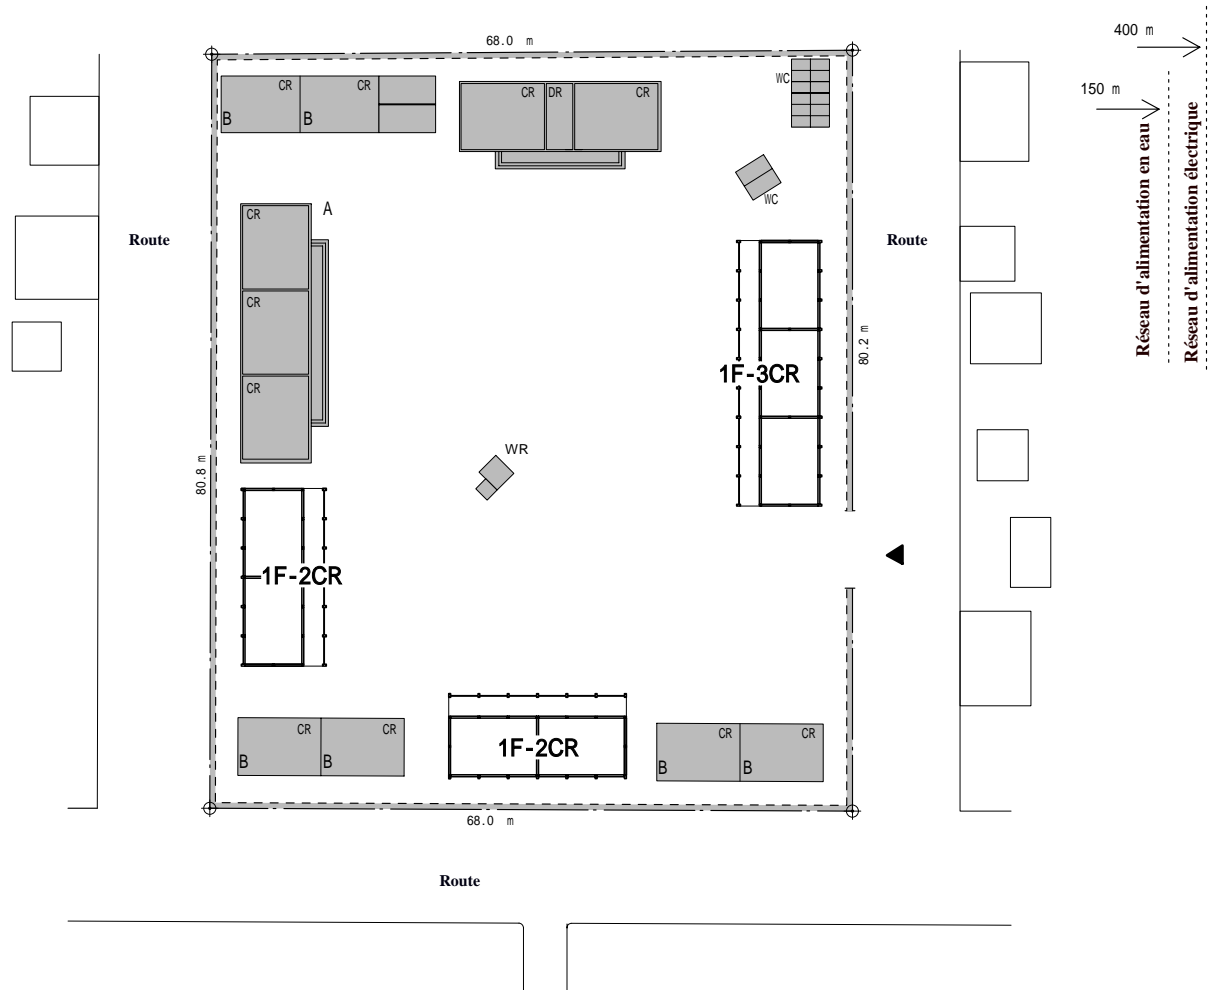 68.0 m
400 m
150 m
CR
CR
B
B
CR
DR
CR
WC
WC
CR
A
CR
CR
Route
Route
Réseau d'alimentation en eau
Réseau d'alimentation électrique
80.2 m
1F-3CR
80.8 m
WR
1F-2CR
CR
CR
B
B
1F-2CR
CR
CR
B
B
68.0 m
Route